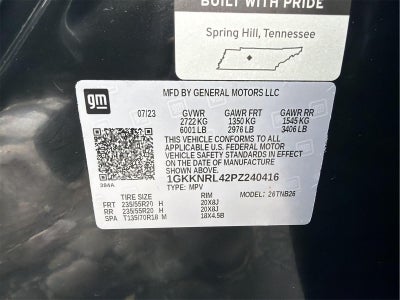 BUILT WITH PRIDE
Spring Hill, Tennessee
gm
MFD BY GENERAL MOTORS LLC
07/23 GVWR GAWR FRT GAWR RR
2722 KG 1350 KG 1545 KG
6001 LB 2976 LB 3406 LB
THIS VEHICLE CONFORMS TO ALL
APPLICABLE U.S. FEDERAL MOTOR
VEHICLE SAFETY STANDARDS IN EFFECT
ON THE DATE OF MANUFACTURE
SHOWN ABOVE.
1GKKNRL42PZ240416
394A TYPE: MPV MODEL: 26TNB26
TIRE SIZE RIM
FRT 235/55R20 H 20X8J
RR 235/55R20 H 20X8J
SPA T135/70R18 M 18X4.5B